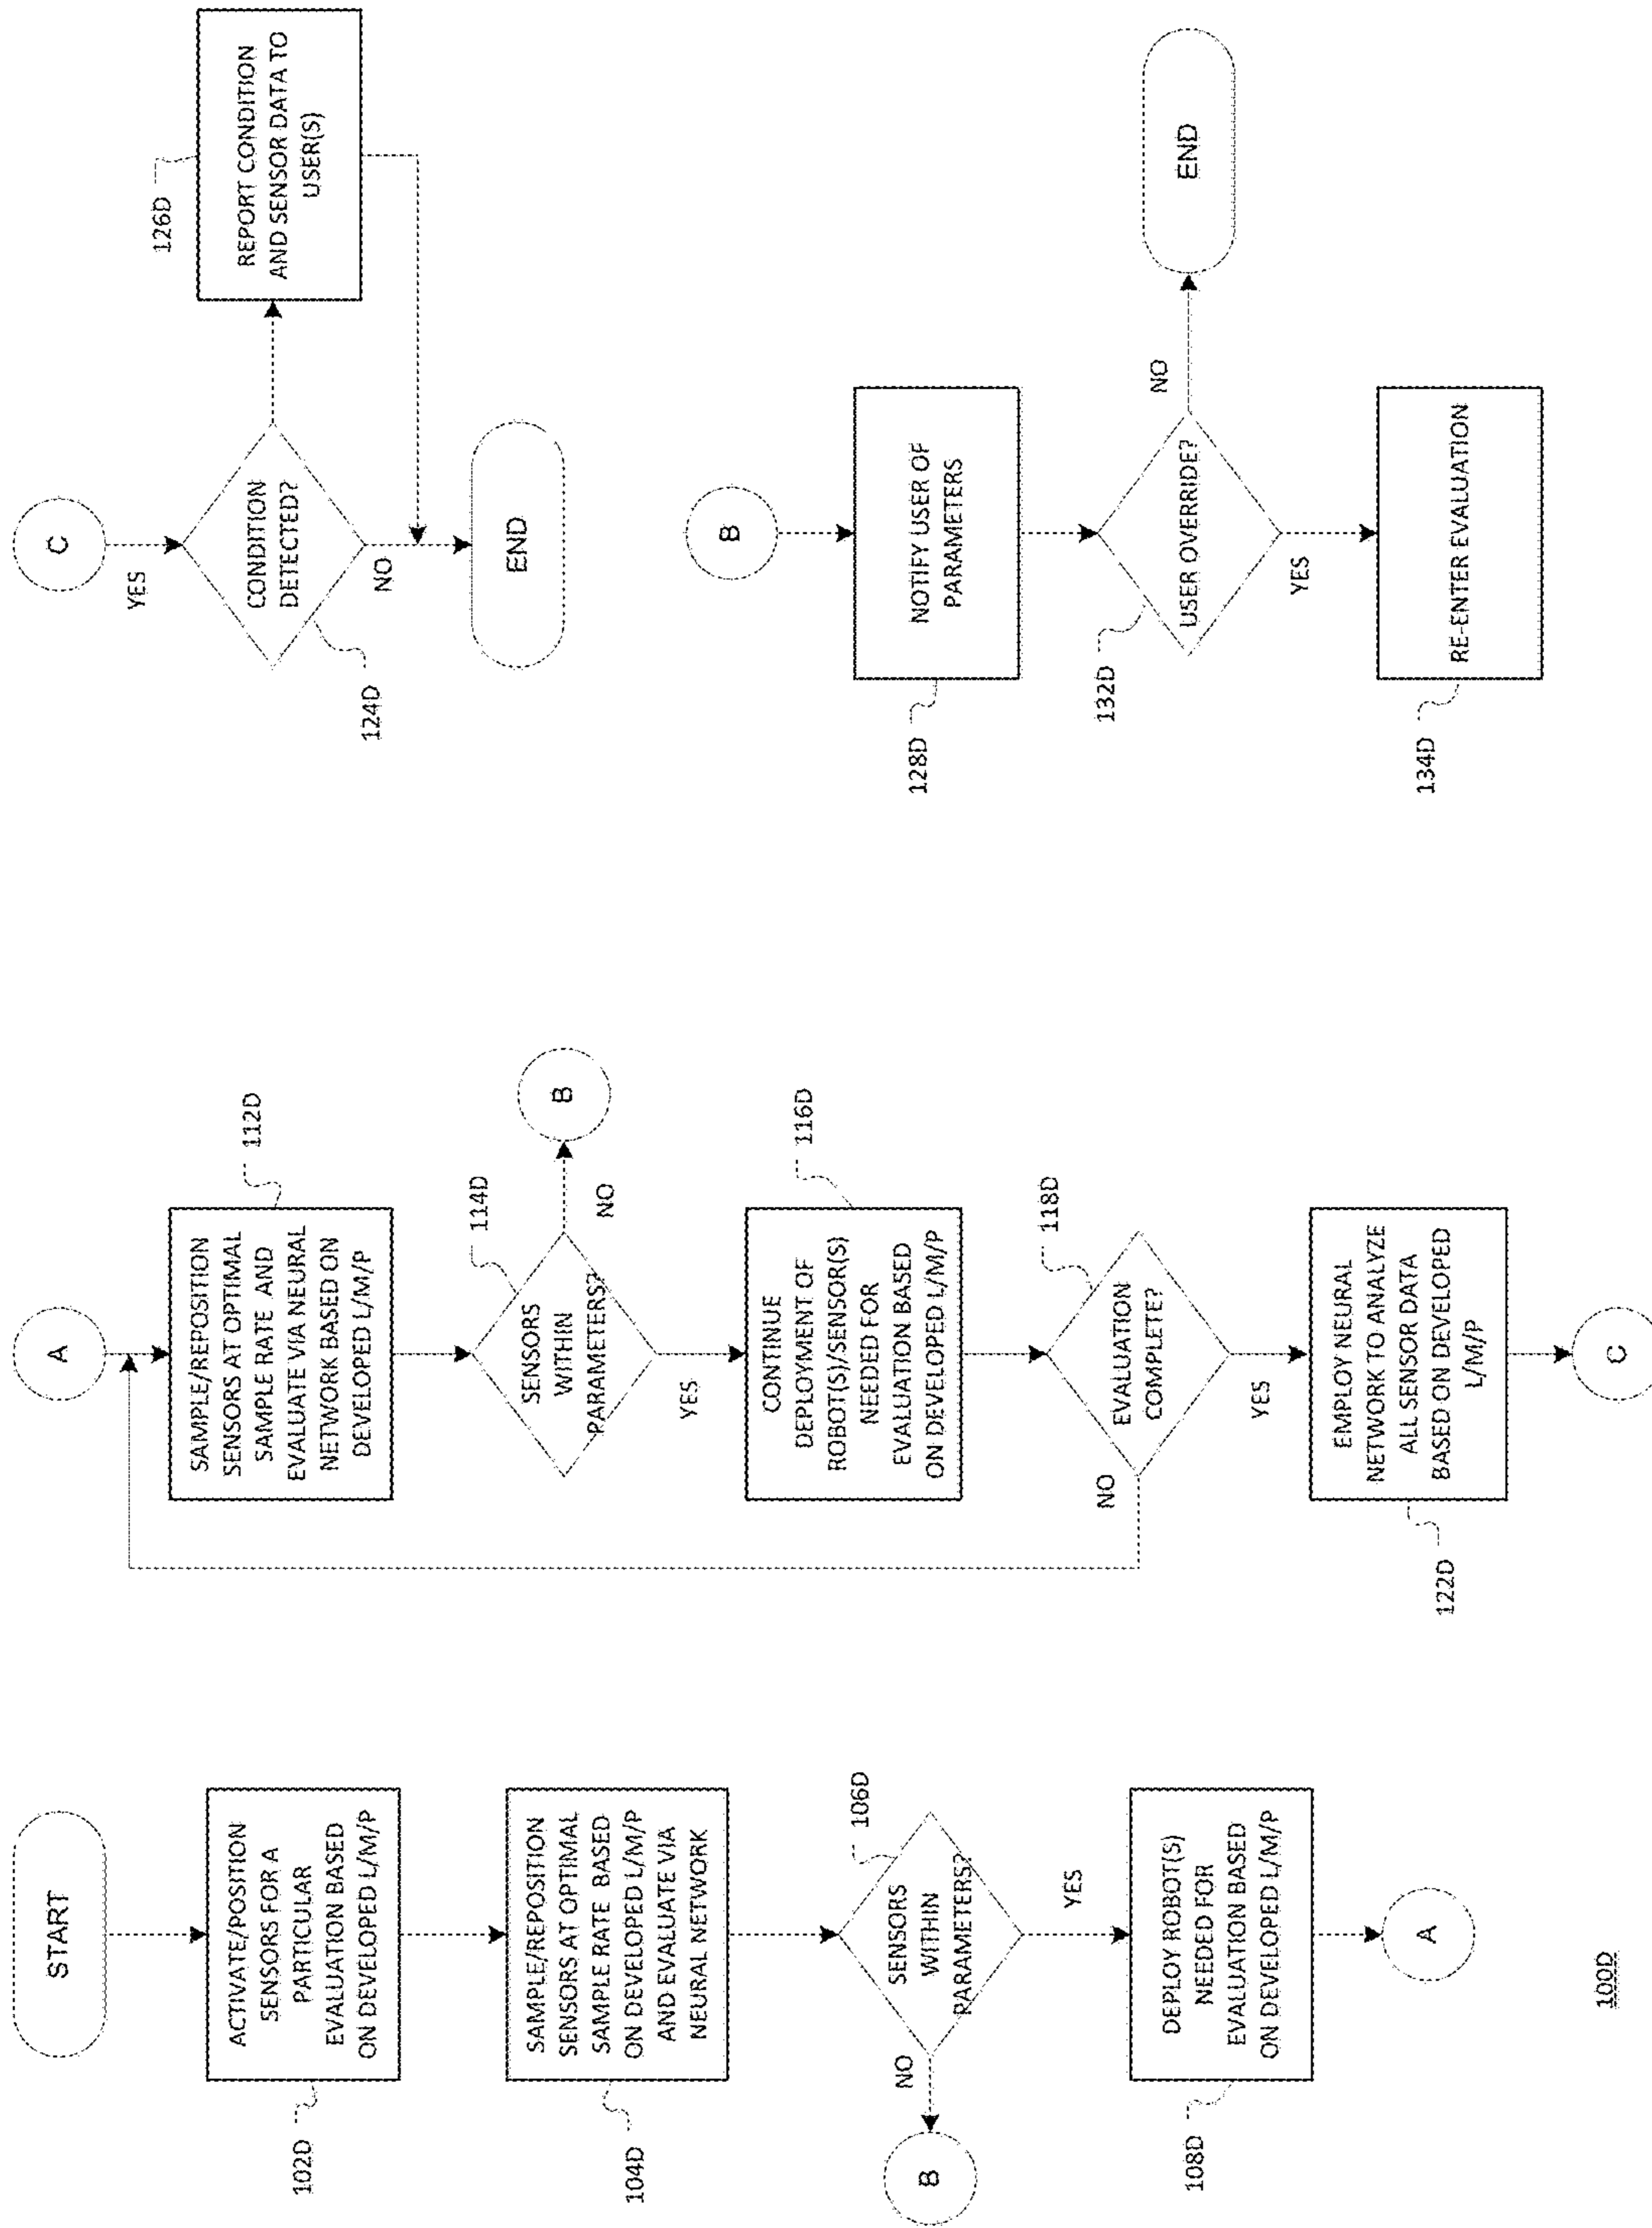 START
ACTIVATE/POSITION
SENSORS FOR A
PARTICULAR
EVALUATION BASED
ON DEVELOPED L/M/P
102D
SAMPLE/REPOSITION
SENSORS AT OPTIMAL
SAMPLE RATE BASED
ON DEVELOPED L/M/P
AND EVALUATE VIA
NEURAL NETWORK
104D
SENSORS
WITHIN
PARAMETERS?
106D
NO
B
YES
DEPLOY ROBOT(S)
NEEDED FOR
EVALUATION BASED
ON DEVELOPED L/M/P
108D
A
100D
A
SAMPLE/REPOSITION
SENSORS AT OPTIMAL
SAMPLE RATE AND
EVALUATE VIA NEURAL
NETWORK BASED ON
DEVELOPED L/M/P
112D
SENSORS
WITHIN
PARAMETERS?
114D
NO
B
YES
CONTINUE
DEPLOYMENT OF
ROBOT(S)/SENSOR(S)
NEEDED FOR
EVALUATION BASED
ON DEVELOPED L/M/P
116D
EVALUATION
COMPLETE?
118D
NO
YES
EMPLOY NEURAL
NETWORK TO ANALYZE
ALL SENSOR DATA
BASED ON DEVELOPED
L/M/P
122D
C
C
YES
CONDITION
DETECTED?
124D
NO
REPORT CONDITION
AND SENSOR DATA TO
USER(S)
126D
END
B
NOTIFY USER OF
PARAMETERS
128D
USER OVERRIDE?
132D
NO
END
YES
RE-ENTER EVALUATION
134D